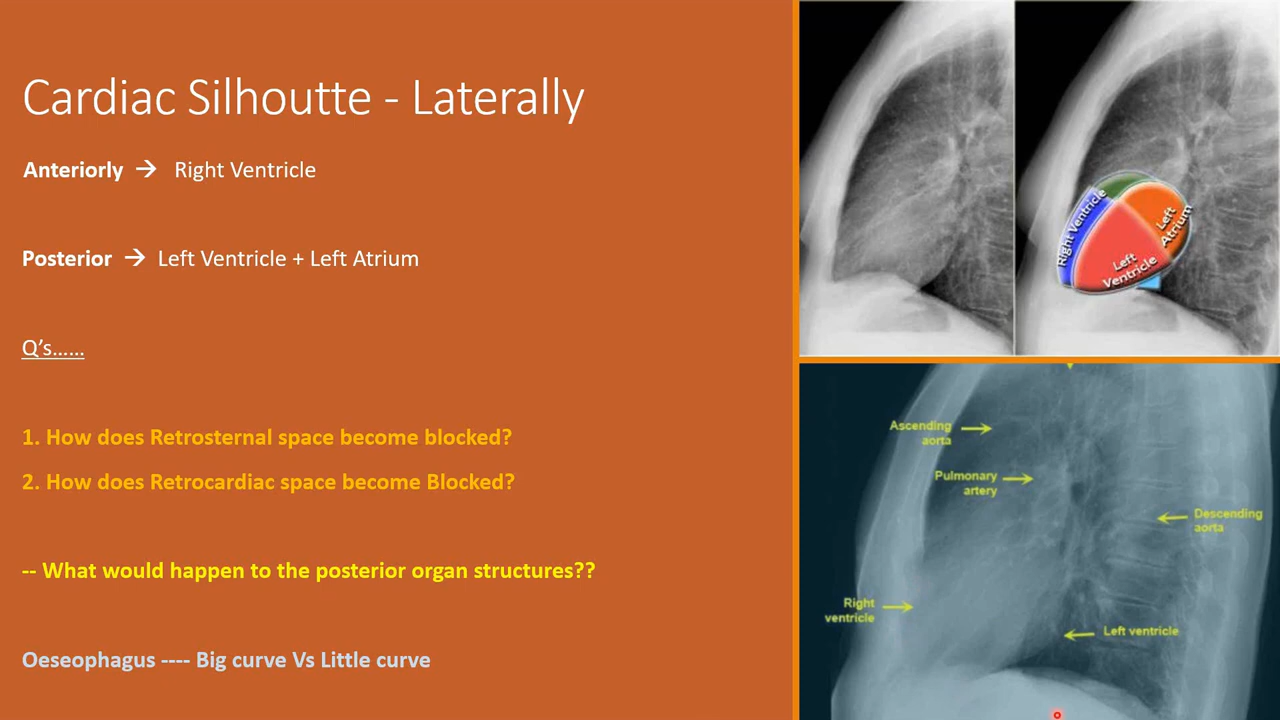 Cardiac Silhoutte - Laterally
Anteriorly → Right Ventricle
Posterior → Left Ventricle + Left Atrium
Q's......
1. How does Retrosternal space become blocked?
2. How does Retrocardiac space become Blocked?
-- What would happen to the posterior organ structures??
Oeseophagus ---- Big curve Vs Little curve
Right Ventricle
Left
Atrium
Left
Ventricle
Ascending
aorta
Pulmonary
artery
Descending
aorta
Right
ventricle
Left ventricle